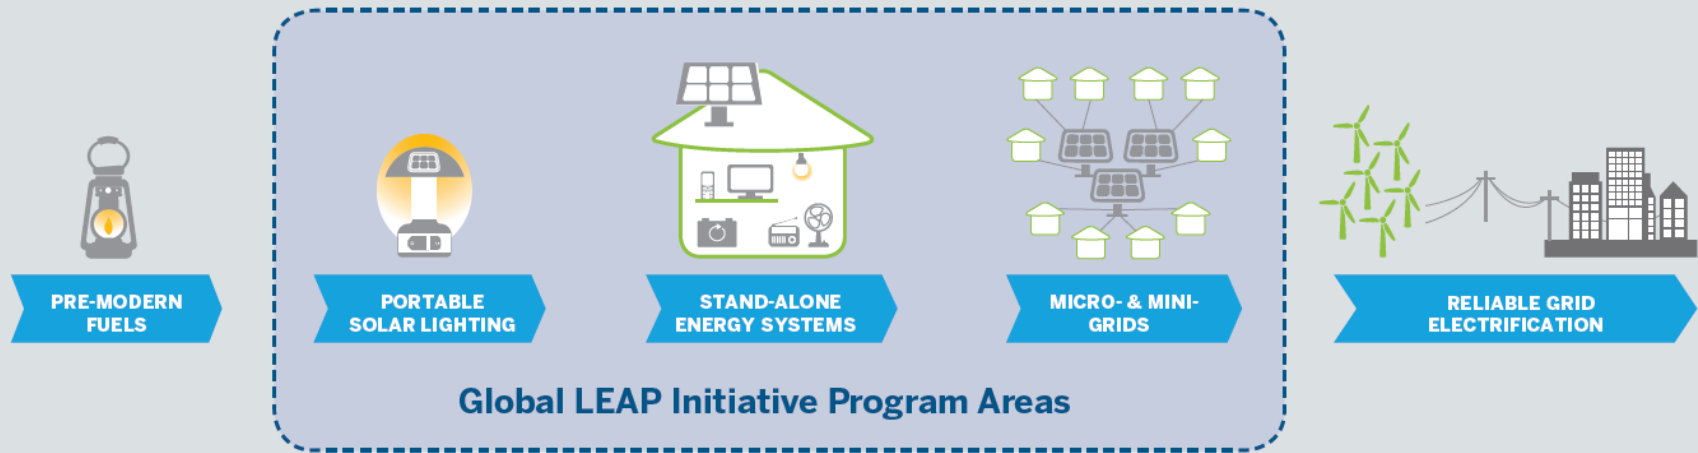 PRE-MODERN
FUELS
PORTABLE
SOLAR LIGHTING
STAND-ALONE
ENERGY SYSTEMS
MICRO- & MINI-
GRIDS
RELIABLE GRID
ELECTRIFICATION
Global LEAP Initiative Program Areas